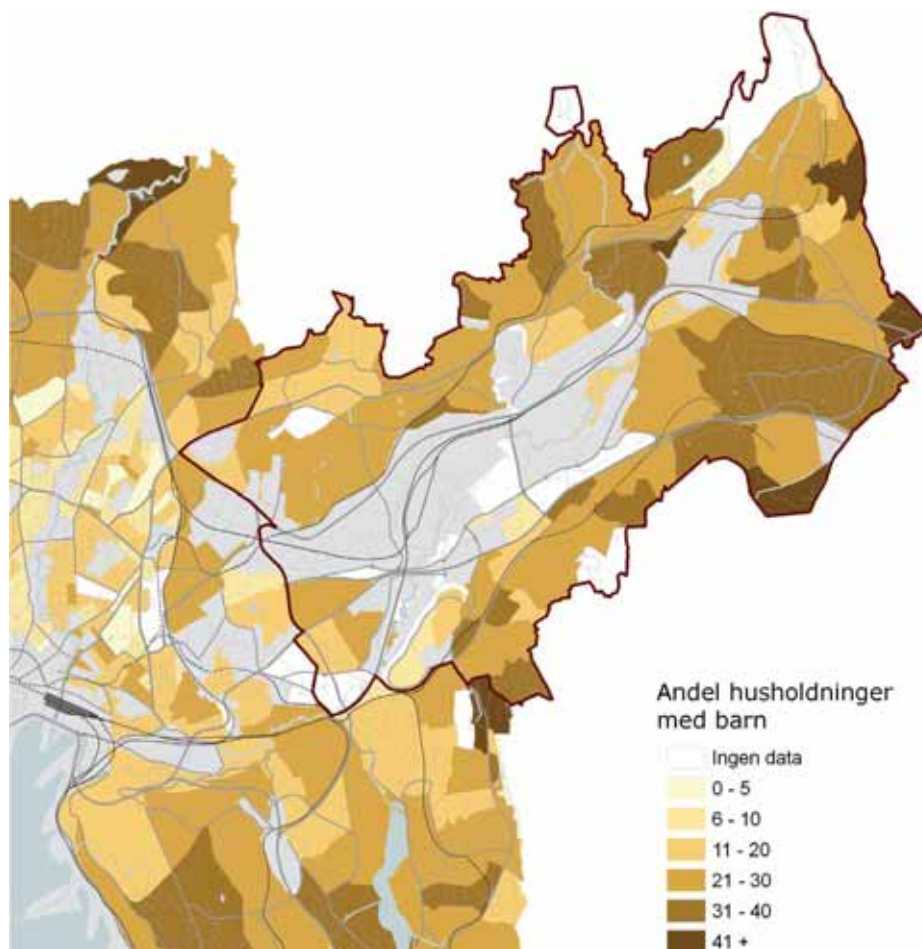 Andel husholdninger
med barn
Ingen data
0 - 5
6 - 10
11 - 20
21 - 30
31 - 40
41 +